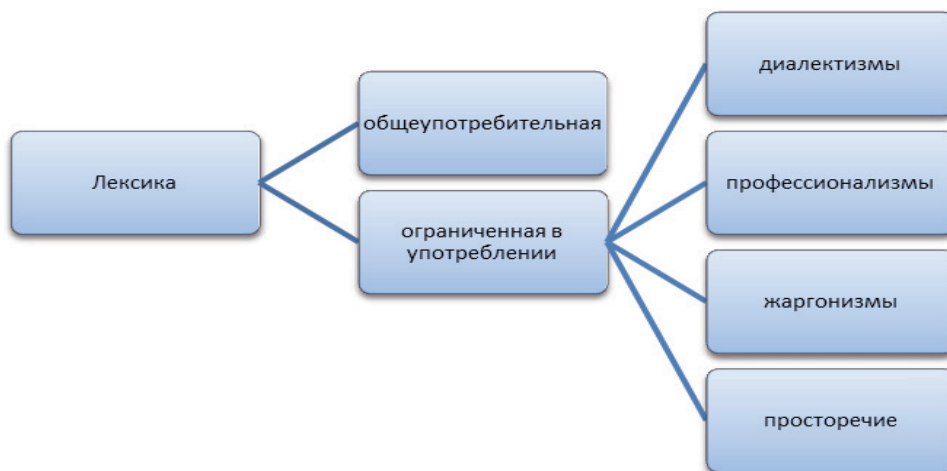 Лексика
общеупотребительная
ограниченная в
употреблении
диалектизмы
профессионализмы
жаргонизмы
просторечие